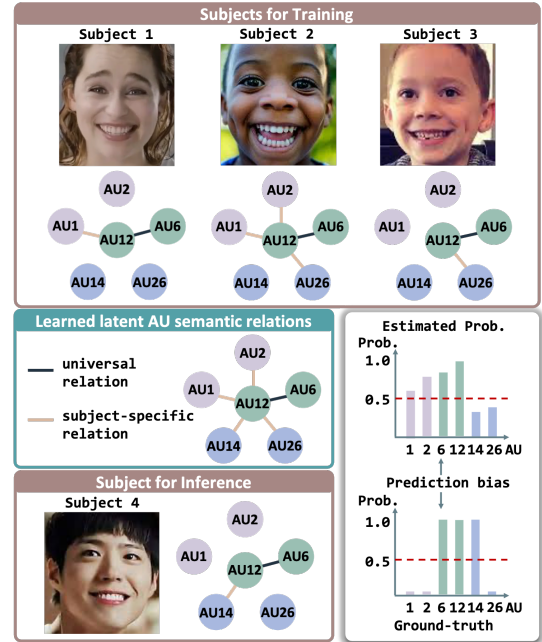 Subjects for Training
Subject 1 Subject 2 Subject 3
AU2 AU2 AU2
AU1 AU6 AU1 AU6 AU1 AU6
AU12 AU12 AU12
AU14 AU26 AU14 AU26 AU14 AU26
Learned latent AU semantic relations
universal
relation
subject-specific
relation
AU2
AU1 AU6
AU12
AU14 AU26
Subject for Inference
Subject 4
AU2
AU1 AU6
AU12
AU14 AU26
Estimated Prob.
Prob.
1.0
0.5
1 2 6 12 14 26 AU
Prediction bias
Prob.
1.0
0.5
1 2 6 12 14 26 AU
Ground-truth